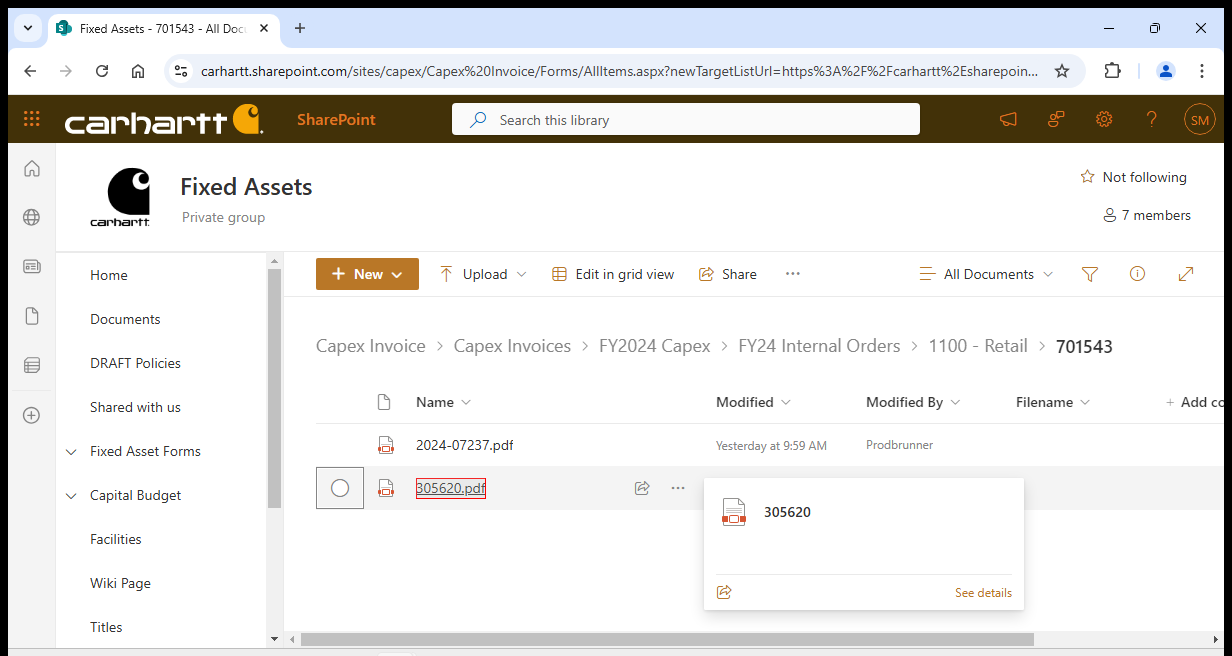 Fixed Assets - 701543 - All Doc
carhartt.sharepoint.com/sites/capex/Capex%20Invoice/Forms/AllItems.aspx?newTargetListUrl=https%3A%2F%2Fcarhartt%2Esharepoin...
carhartt SharePoint Search this library SM
carhartt
Fixed Assets
Private group
Not following
7 members
Home
Documents
DRAFT Policies
Shared with us
Fixed Asset Forms
Capital Budget
Facilities
Wiki Page
Titles
New Upload Edit in grid view Share ··· All Documents
Capex Invoice > Capex Invoices > FY2024 Capex > FY24 Internal Orders > 1100 - Retail > 701543
Name Modified Modified By Filename + Add co
2024-07237.pdf Yesterday at 9:59 AM Prodbrunner
305620.pdf ···
305620
See details